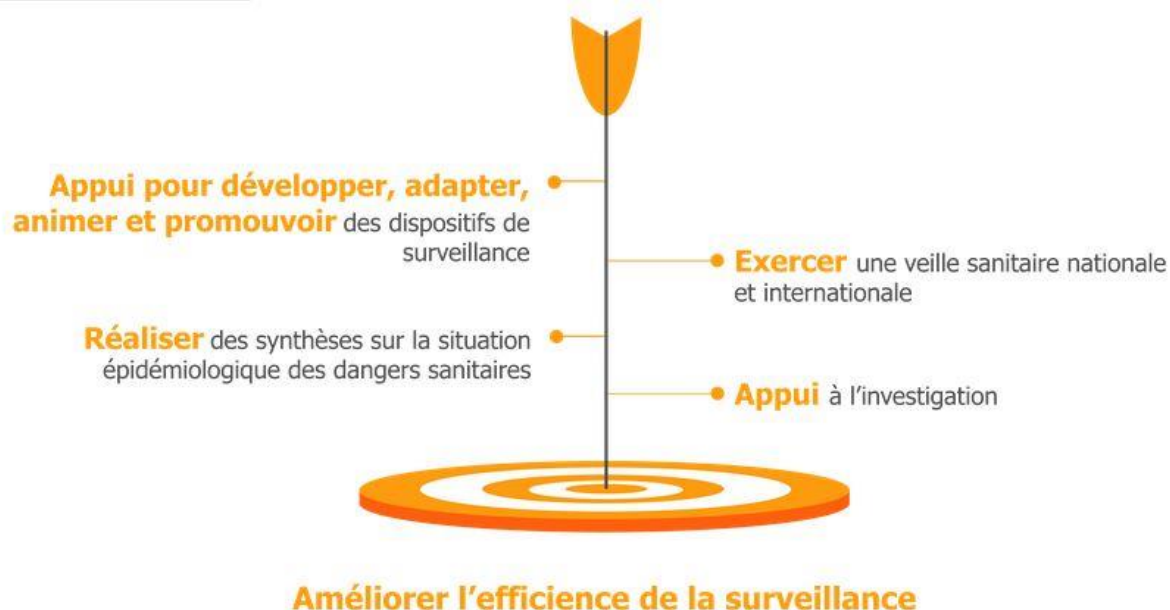 Appui pour développer, adapter,
animer et promouvoir des dispositifs de
surveillance
Exercer une veille sanitaire nationale
et internationale
Réaliser des synthèses sur la situation
épidémiologique des dangers sanitaires
Appui à l'investigation
Améliorer l'efficience de la surveillance